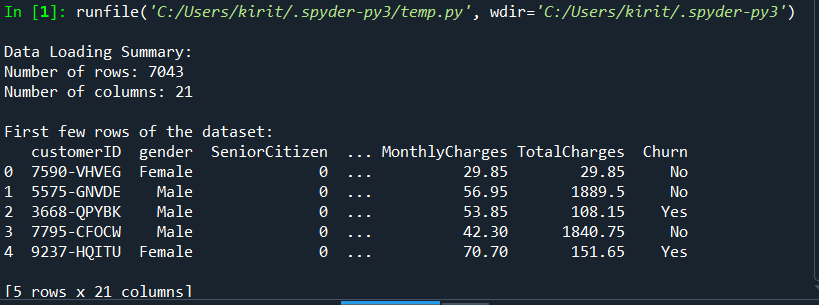 In [1]: runfile('C:/Users/kirit/.spyder-py3/temp.py', wdir='C:/Users/kirit/.spyder-py3')
Data Loading Summary:
Number of rows: 7043
Number of columns: 21
First few rows of the dataset:
customerID gender SeniorCitizen ... MonthlyCharges TotalCharges Churn
0 7590-VHVEG Female 0 ... 29.85 29.85 No
1 5575-GNVDE Male 0 ... 56.95 1889.5 No
2 3668-QPYBK Male 0 ... 53.85 108.15 Yes
3 7795-CFOCW Male 0 ... 42.30 1840.75 No
4 9237-HQITU Female 0 ... 70.70 151.65 Yes
[5 rows x 21 columns]